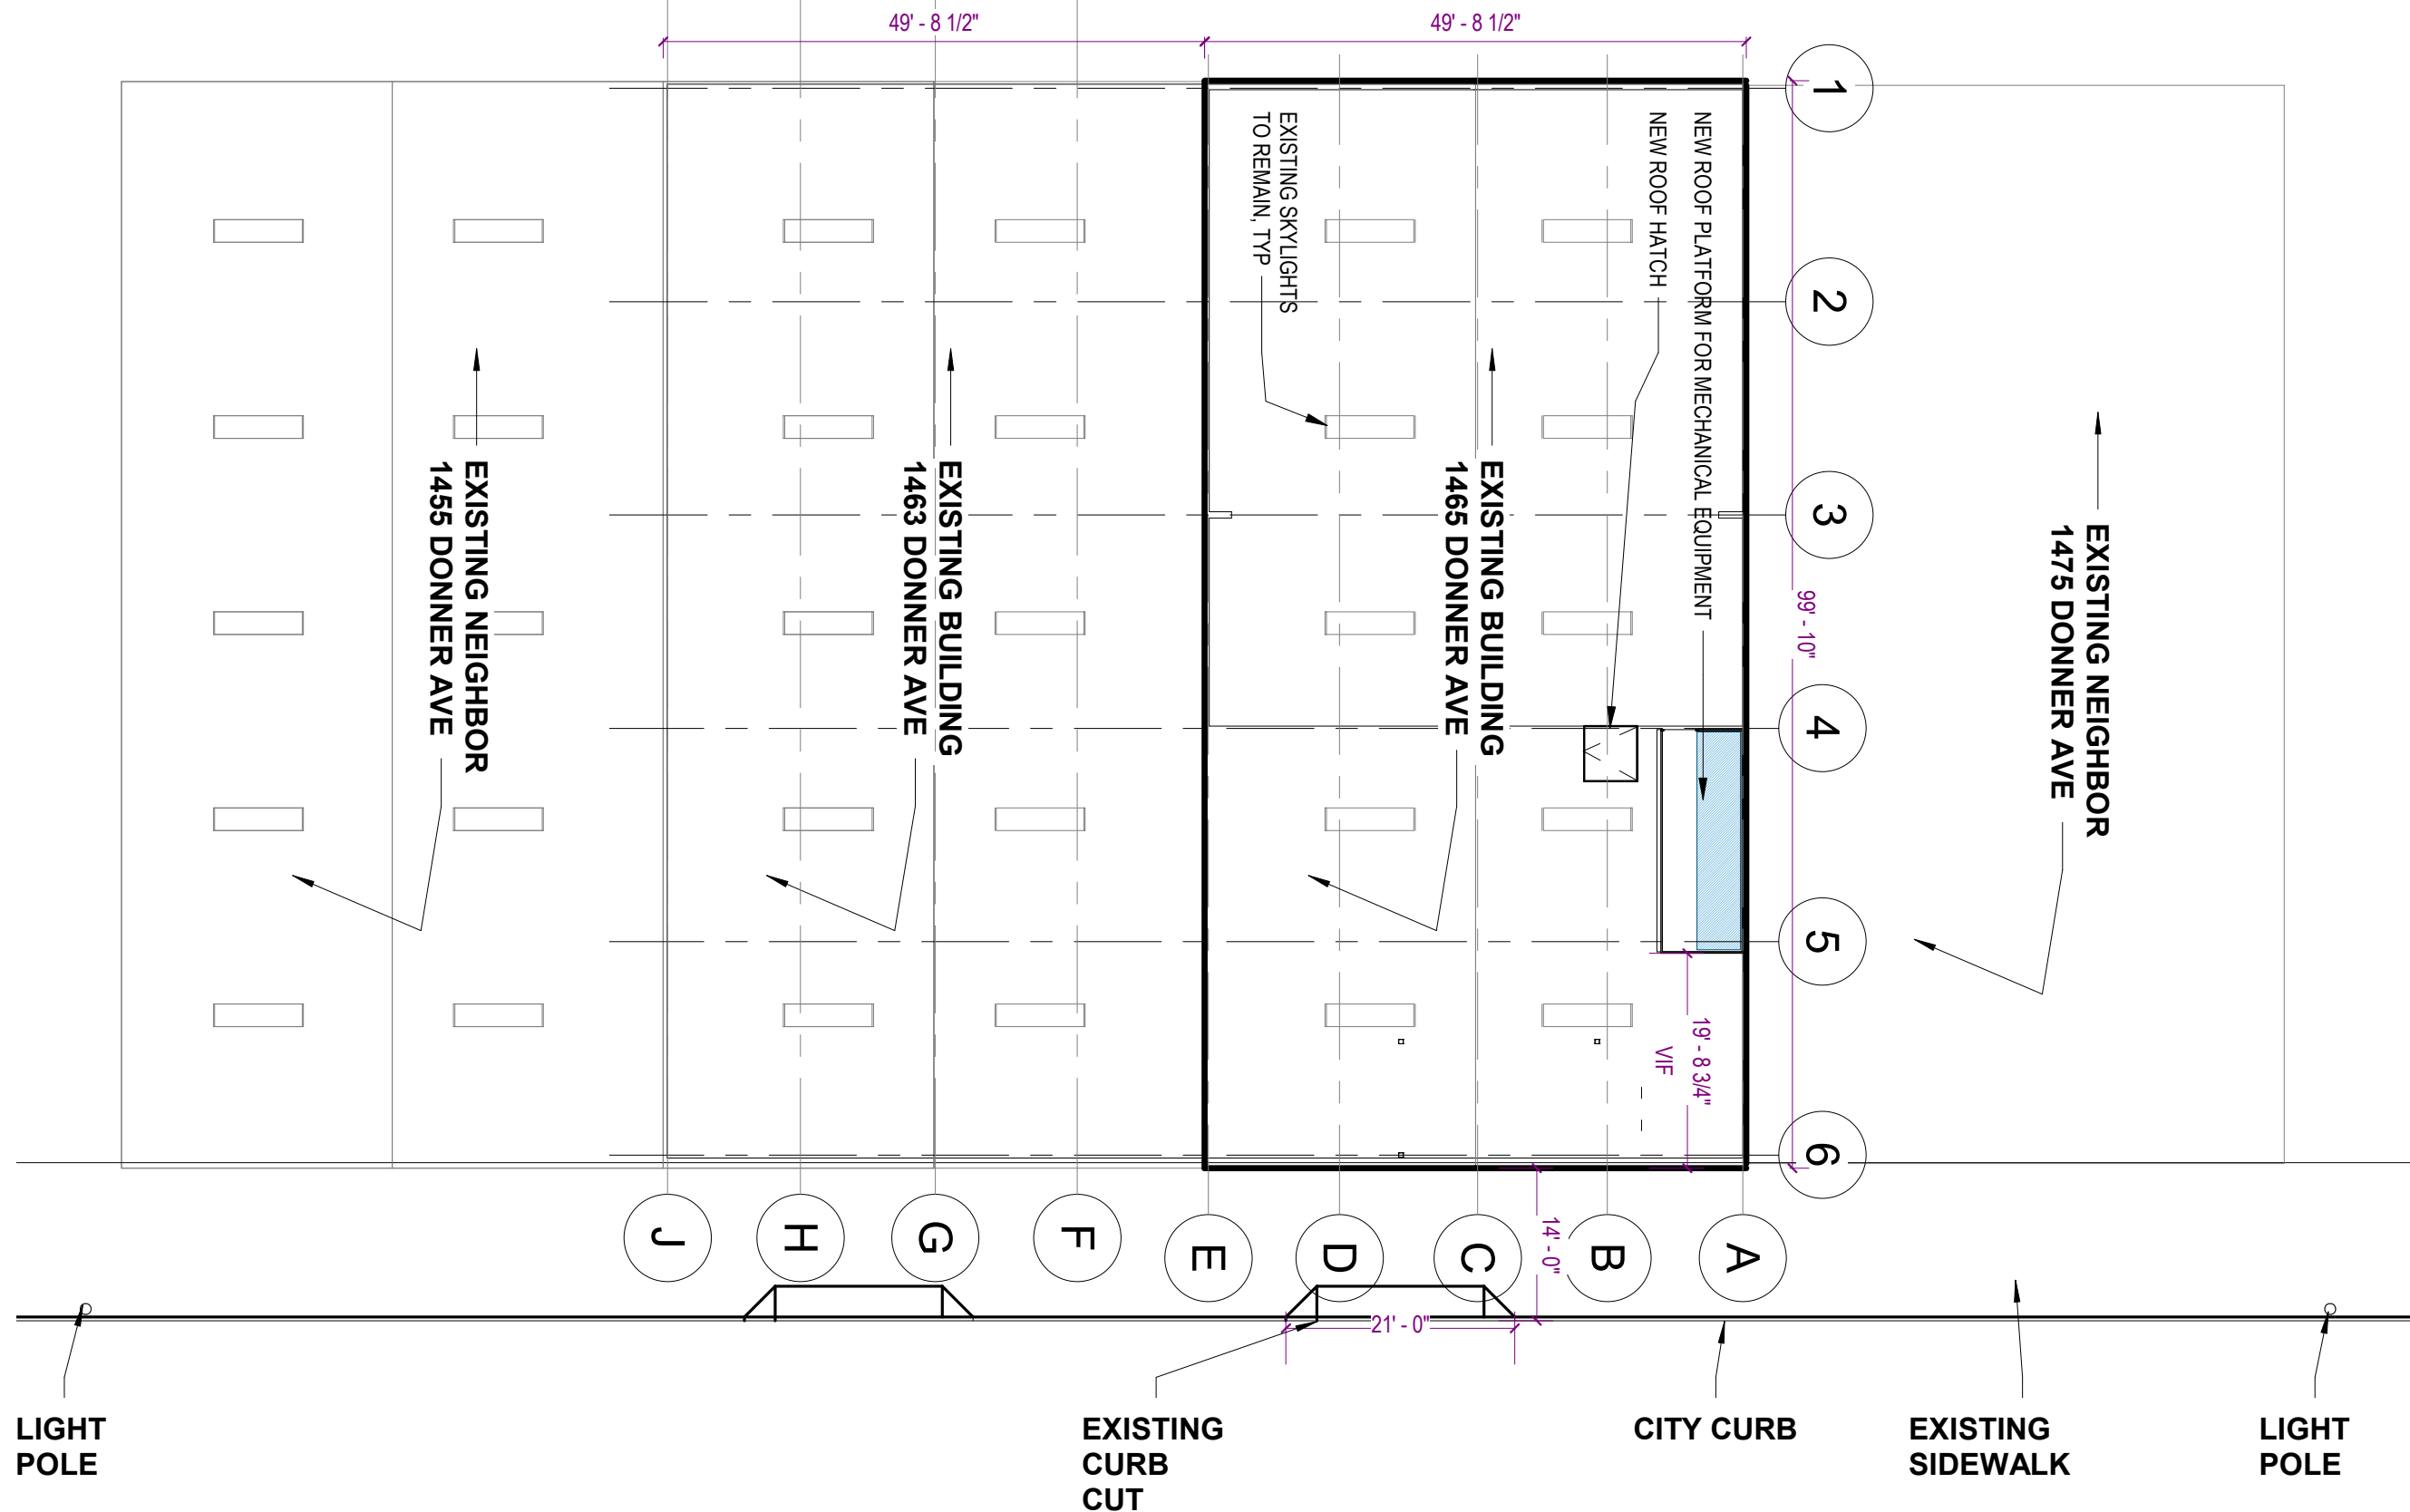 49' - 8 1/2"
49' - 8 1/2"
1
2
3
4
5
6
EXISTING SKYLIGHTS
TO REMAIN, TYP
NEW ROOF HATCH
NEW ROOF PLATFORM FOR MECHANICAL EQUIPMENT
EXISTING NEIGHBOR
1455 DONNER AVE
EXISTING BUILDING
1463 DONNER AVE
EXISTING BUILDING
1465 DONNER AVE
EXISTING NEIGHBOR
1475 DONNER AVE
99' - 10"
19' - 8 3/4"
VIF
14' - 0"
21' - 0"
J
H
G
F
E
D
C
B
A
LIGHT
POLE
EXISTING
CURB
CUT
CITY CURB
EXISTING
SIDEWALK
LIGHT
POLE